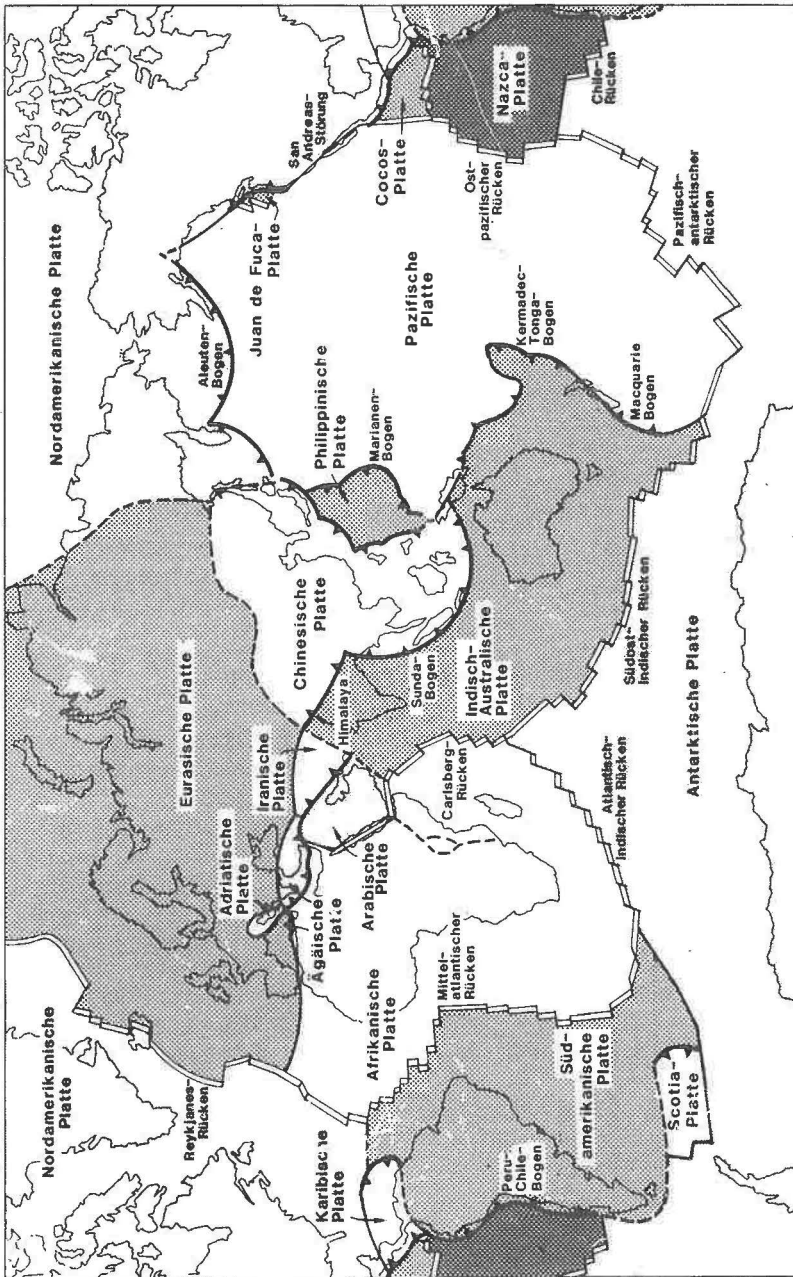 Nordamerikanische
Platte
Reykjanes-
Rücken
Karibische
Platte
Peru-
Chile-
Bogen
Süd-
amerikanische
Platte
Scotia-
Platte
Mittel-
atlantischer
Rücken
Afrikanische
Platte
Adriatische
Platte
Ägäische
Platte
Arabische
Platte
Eurasische Platte
Iranische
Platte
Carlsberg-
Rücken
Atlantisch-
Indischer Rücken
Himalaya
Chinesische
Platte
Sunda-
Bogen
Indisch-
Australische
Platte
Südost-
Indischer Rücken
Antarktische Platte
Nordamerikanische Platte
Aleuten-
Bogen
Philippinische
Platte
Marianen-
Bogen
Juan de Fuca-
Platte
San
Andreas-
Störung
Pazifische
Platte
Kermadec-
Tonga-
Bogen
Macquarie
Bogen
Cocos-
Platte
Ost-
pazifischer
Rücken
Nazca-
Platte
Chile-
Rücken
Pazifisch-
antarktischer
Rücken